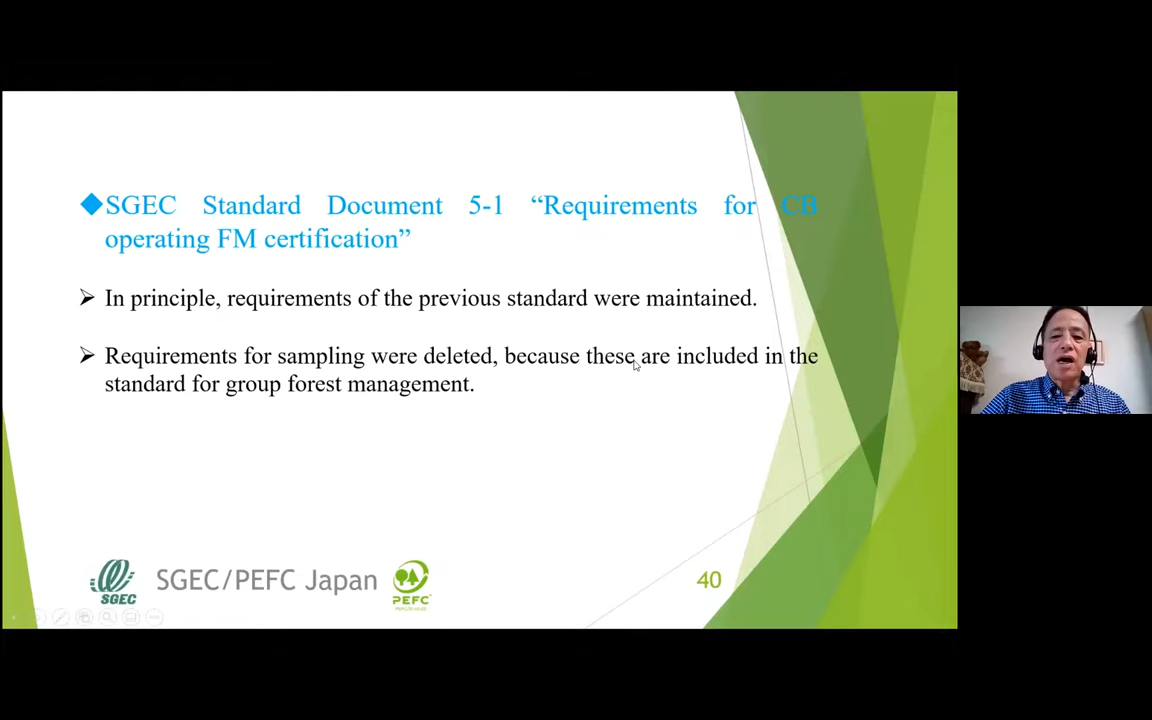 ◆SGEC Standard Document 5-1 “Requirements for CB
operating FM certification”
➢ In principle, requirements of the previous standard were maintained.
➢ Requirements for sampling were deleted, because these are included in the
standard for group forest management.
SGEC
SGEC/PEFC Japan
PEFC
40